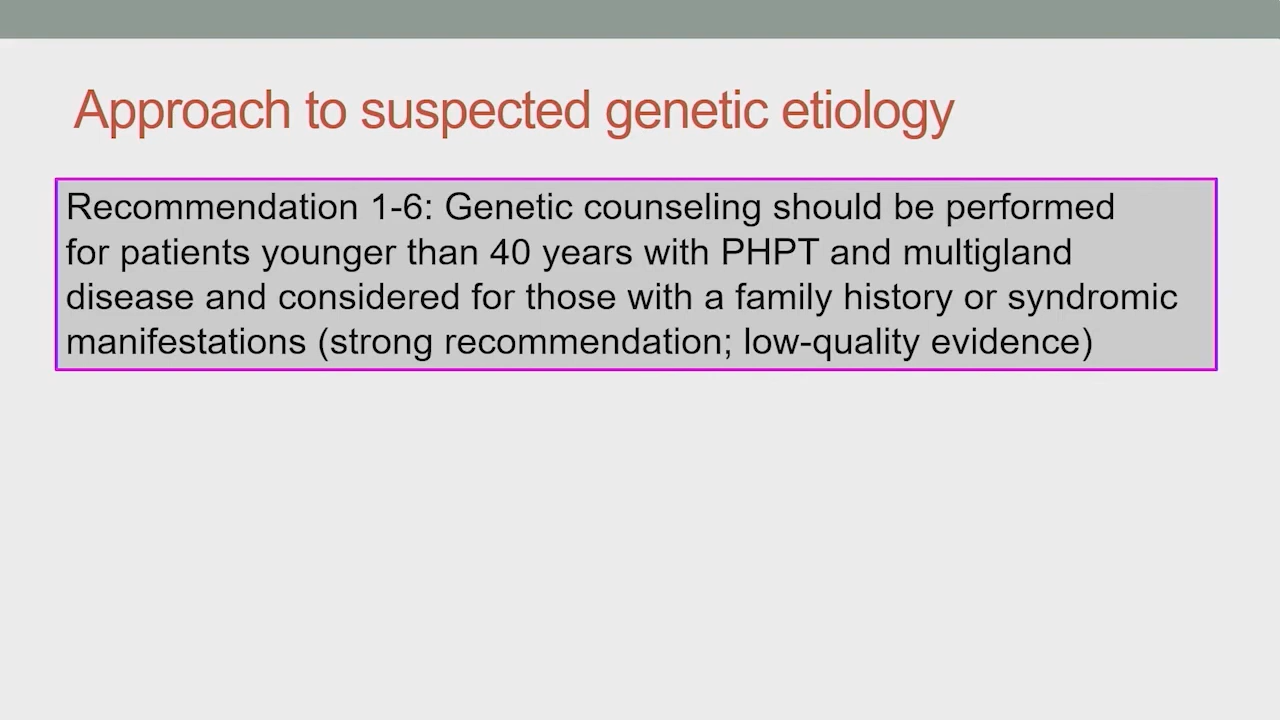 Approach to suspected genetic etiology
Recommendation 1-6: Genetic counseling should be performed
for patients younger than 40 years with PHPT and multigland
disease and considered for those with a family history or syndromic
manifestations (strong recommendation; low-quality evidence)